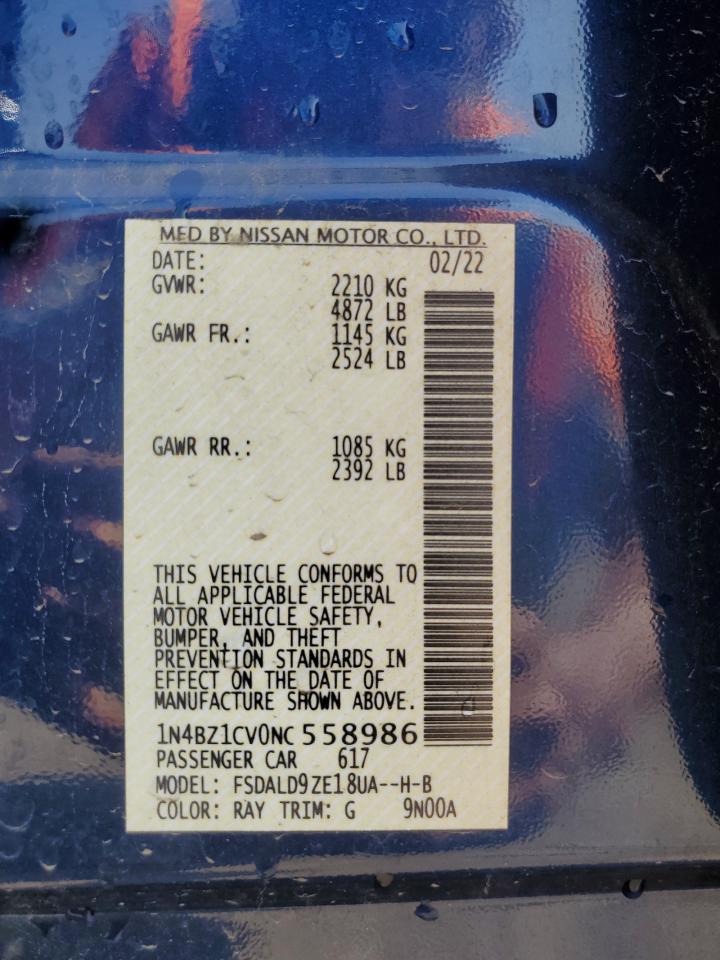 MFD BY NISSAN MOTOR CO., LTD.
DATE: 02/22
GVWR: 2210 KG
4872 LB
GAWR FR.: 1145 KG
2524 LB
GAWR RR.: 1085 KG
2392 LB
THIS VEHICLE CONFORMS TO
ALL APPLICABLE FEDERAL
MOTOR VEHICLE SAFETY,
BUMPER, AND THEFT
PREVENTION STANDARDS IN
EFFECT ON THE DATE OF
MANUFACTURE SHOWN ABOVE.
1N4BZ1CV0NC 558986
PASSENGER CAR 617
MODEL: FSDALD9ZE18UA--H-B
COLOR: RAY TRIM: G 9N00A